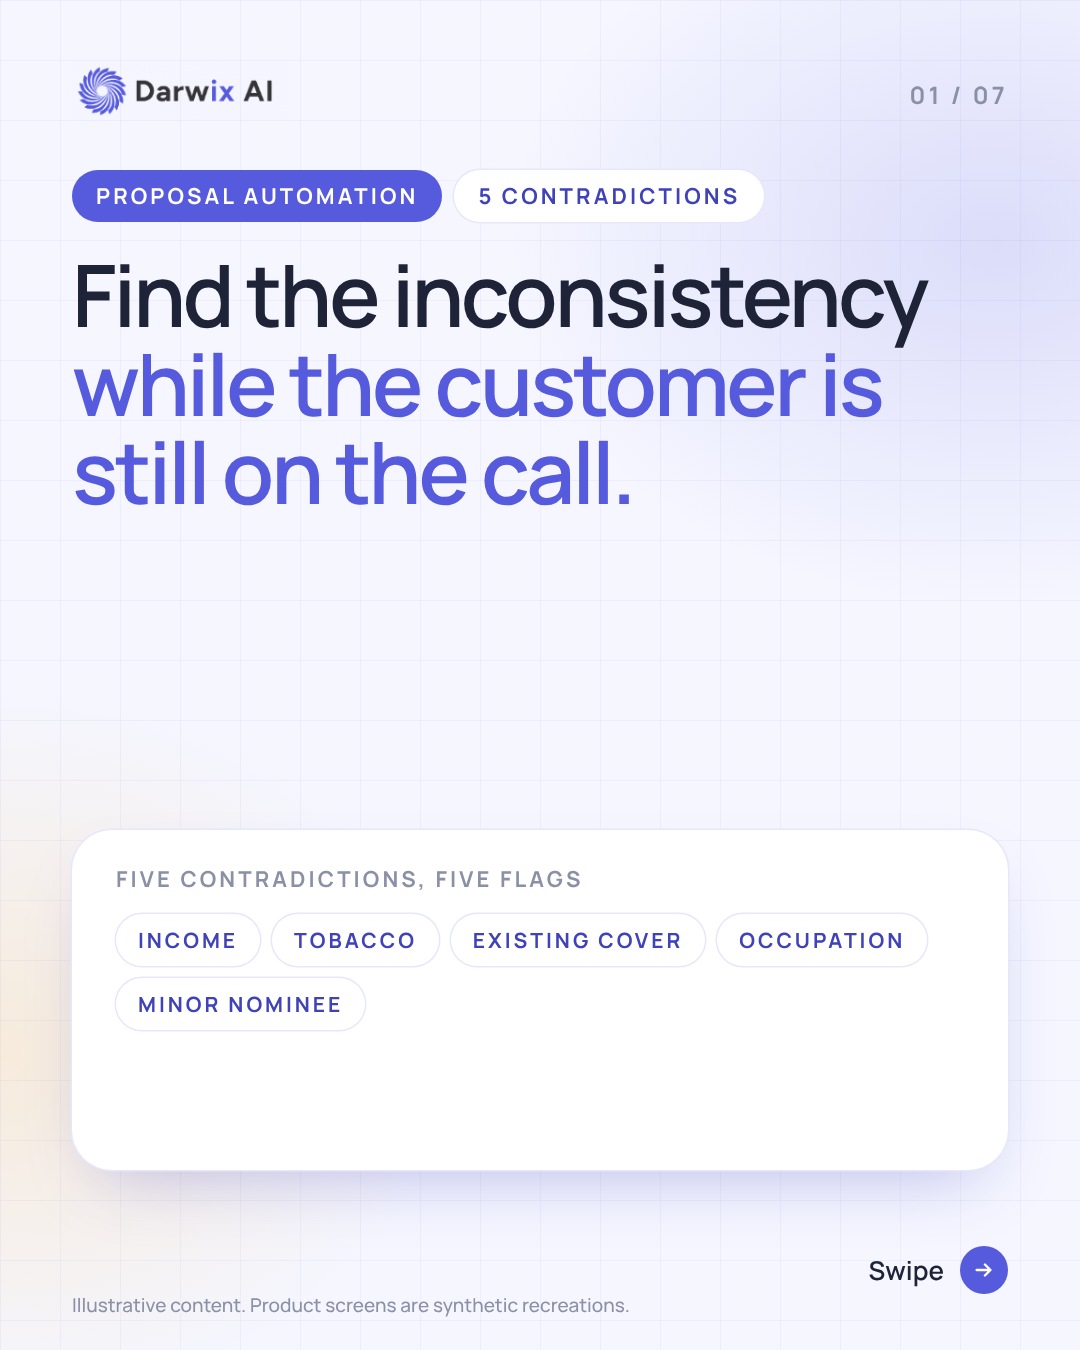 Darwix AI
01 / 07
PROPOSAL AUTOMATION
5 CONTRADICTIONS
Find the inconsistency
while the customer is
still on the call.
FIVE CONTRADICTIONS, FIVE FLAGS
INCOME
TOBACCO
EXISTING COVER
OCCUPATION
MINOR NOMINEE
Swipe
Illustrative content. Product screens are synthetic recreations.